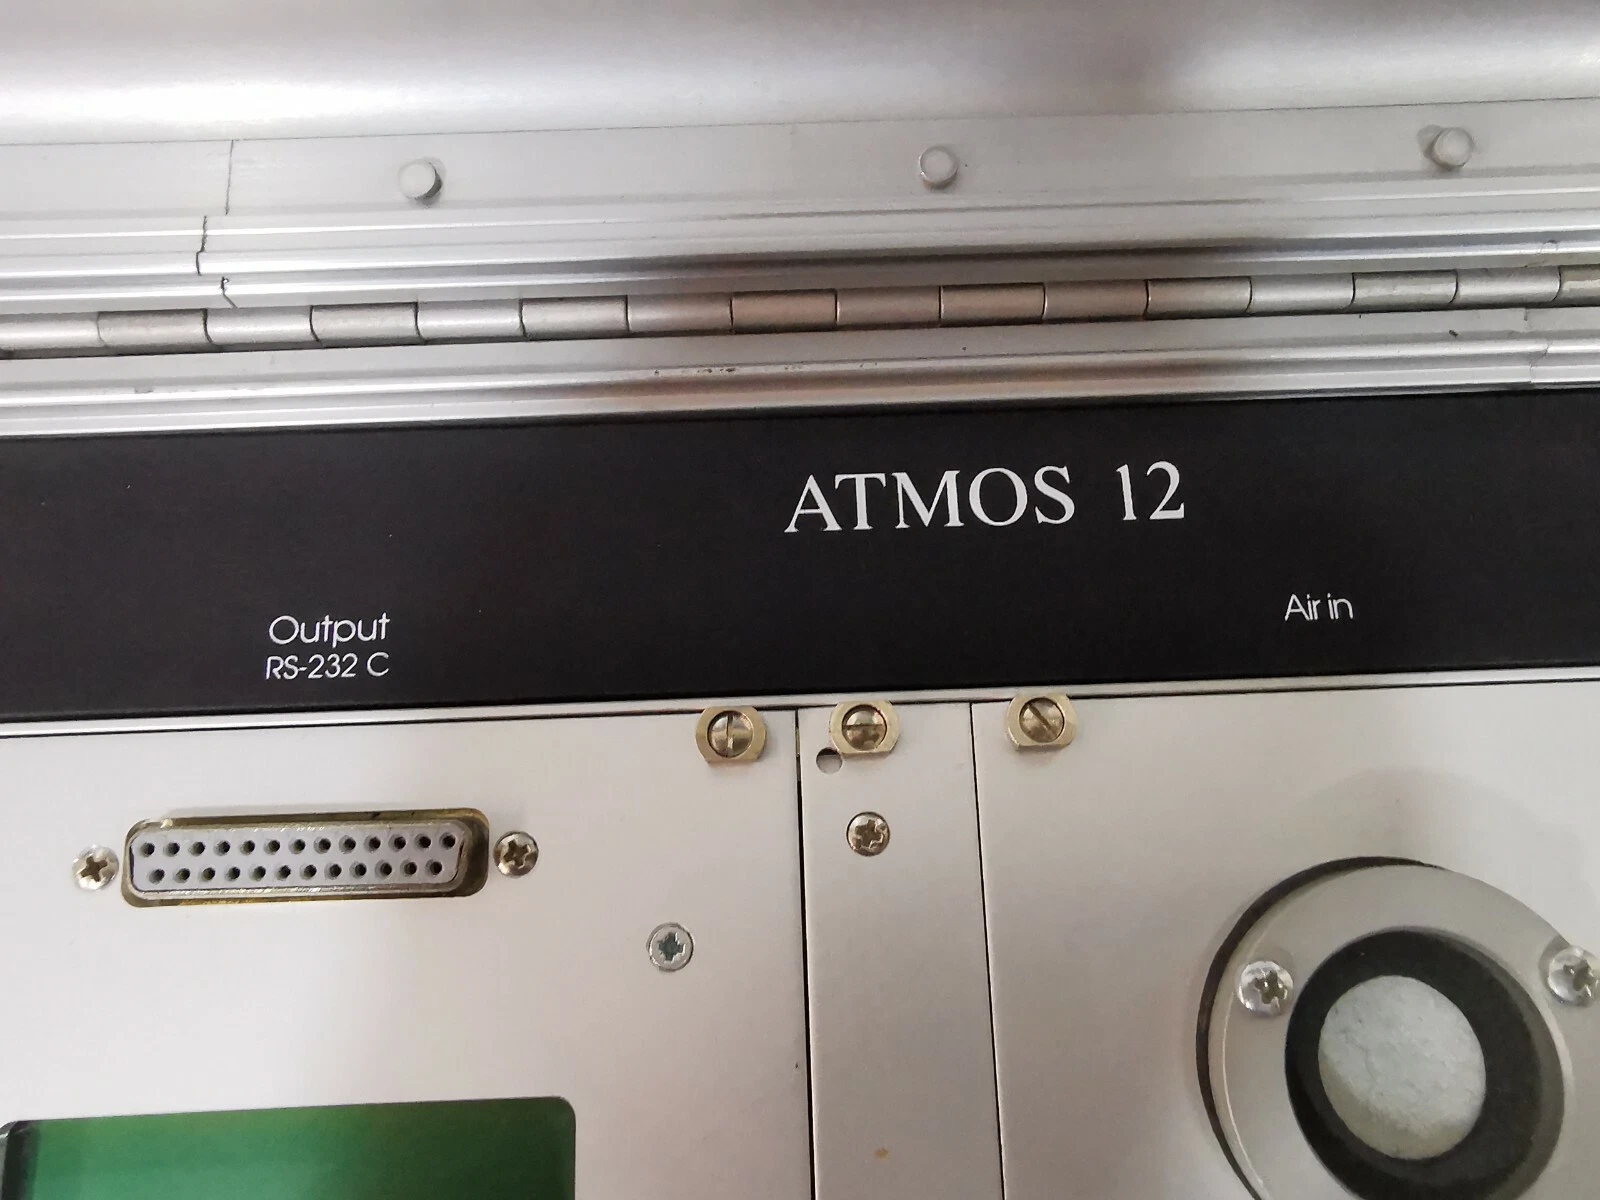 ATMOS 12
Output
RS-232 C
Air in